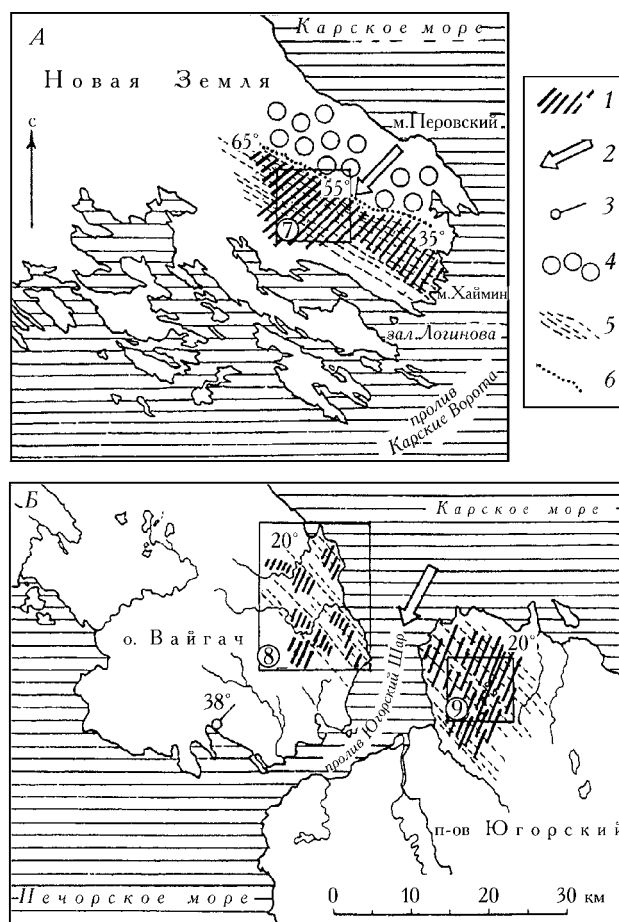 А
Карское море
Новая Земля
с
м.Перовский
65°
55°
35°
7
м.Хаймин
зал.Логинова
пролив
Карские Ворота
1
2
3
4
5
6
Б
Карское море
20°
о. Вайгач
8
38°
пролив Югорский Шар
20°
9
п-ов Югорский
Печорское море
0 10 20 30 км